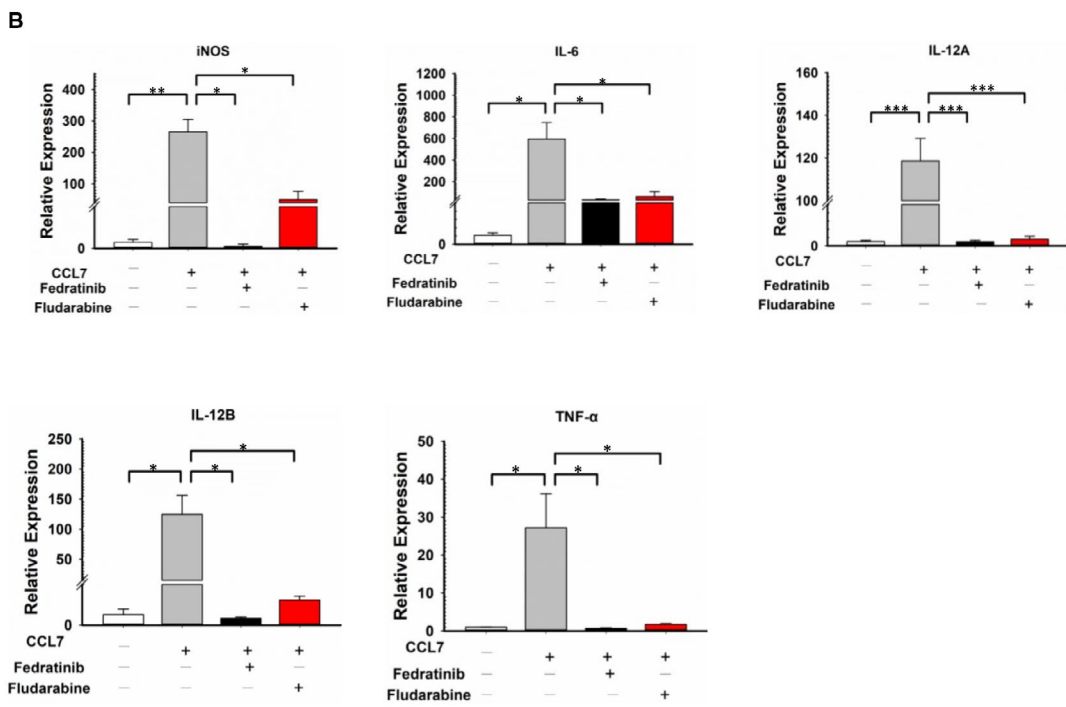 B
iNOS
Relative Expression
400
300
200
100
0
** * *
CCL7 — + + +
Fedratinib — — + —
Fludarabine — — — +
IL-6
Relative Expression
1200
1000
800
600
400
200
0
* * *
CCL7 — + + +
Fedratinib — — + —
Fludarabine — — — +
IL-12A
Relative Expression
160
140
120
100
0
*** *** ***
CCL7 — + + +
Fedratinib — — + —
Fludarabine — — — +
IL-12B
Relative Expression
250
200
150
100
50
0
* * *
CCL7 — + + +
Fedratinib — — + —
Fludarabine — — — +
TNF-α
Relative Expression
50
40
30
20
10
0
* * *
CCL7 — + + +
Fedratinib — — + —
Fludarabine — — — +